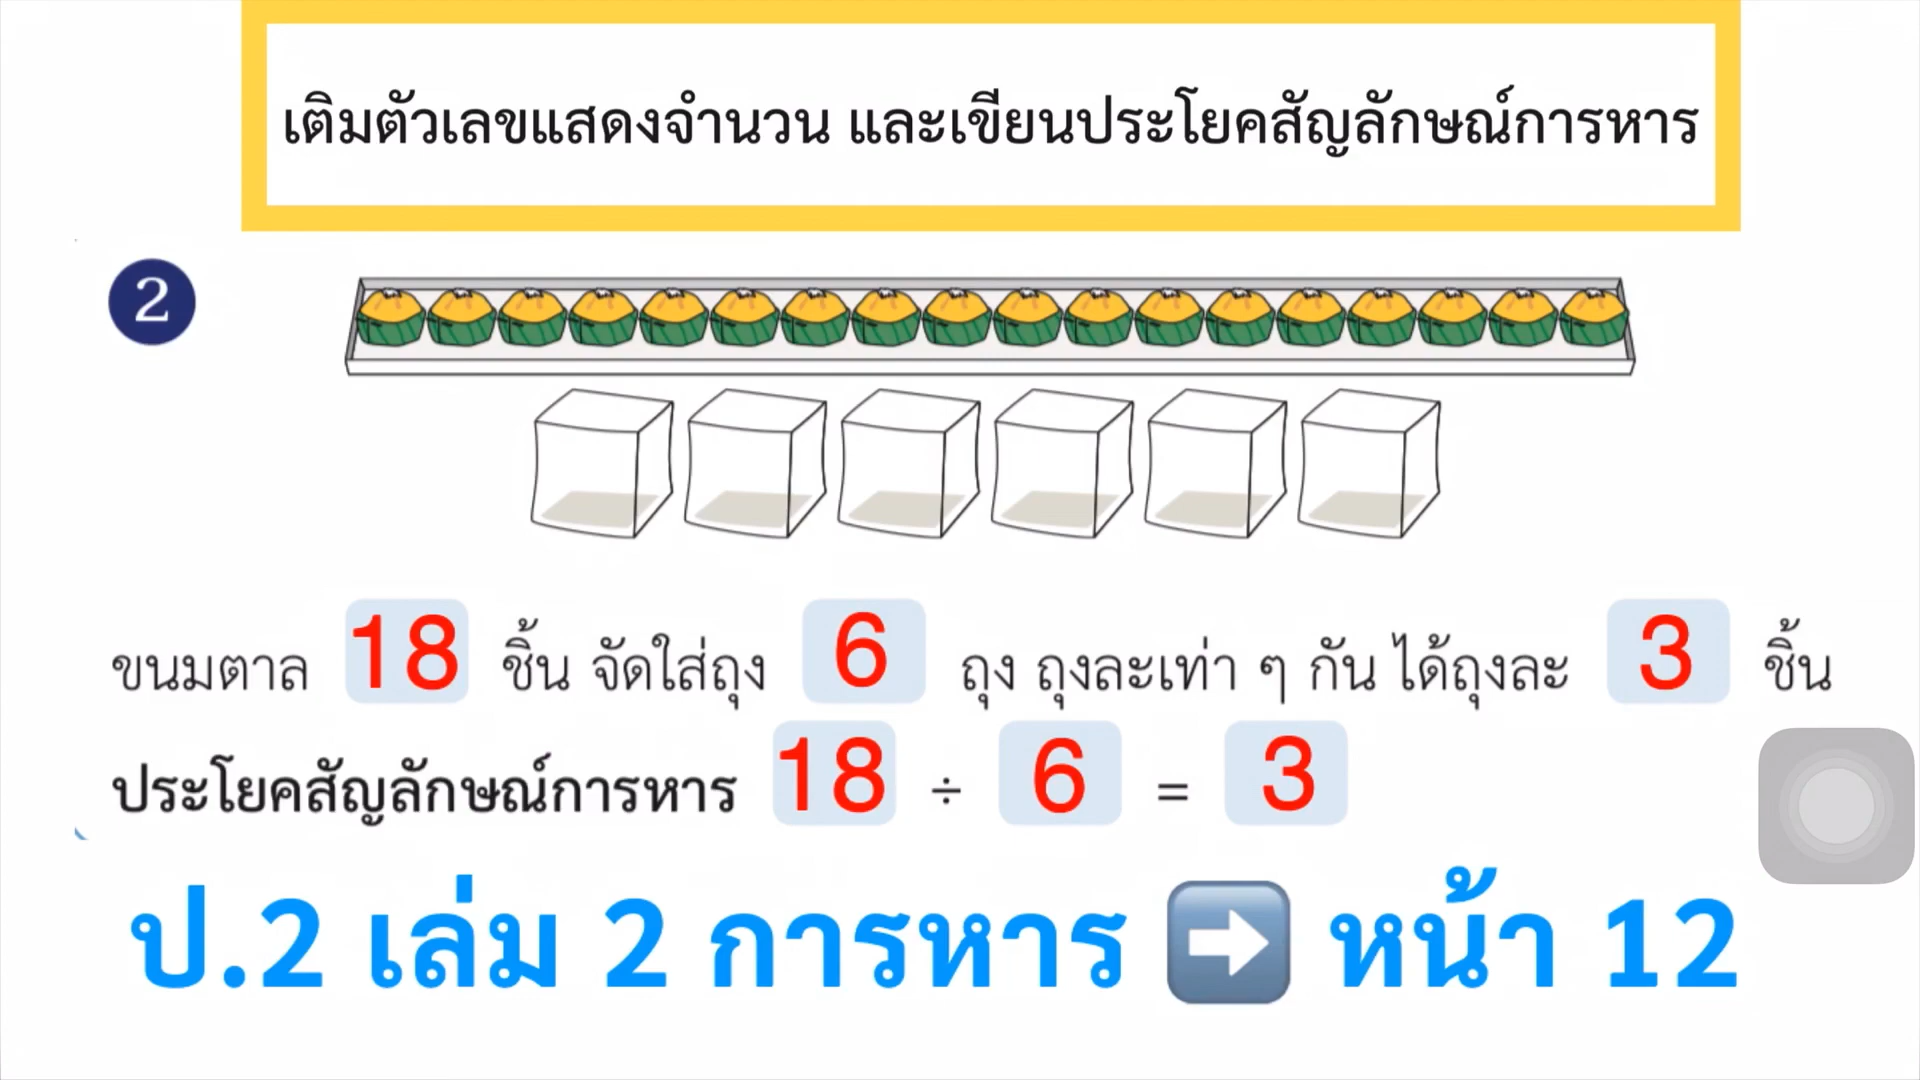 เติมตัวเลขแสดงจำนวน และเขียนประโยคสัญลักษณ์การหาร
2
ขนมตาล 18 ชิ้น จัดใส่ถุง 6 ถุง ถุงละเท่า ๆ กัน ได้ถุงละ 3 ชิ้น
ประโยคสัญลักษณ์การหาร 18 ÷ 6 = 3
ป.2 เล่ม 2 การหาร ➡ หน้า 12